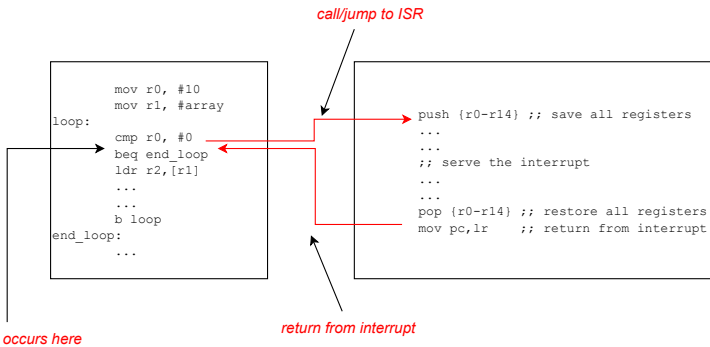 call/jump to ISR
mov r0, #10
mov r1, #array
loop:
cmp r0, #0
beq end_loop
ldr r2,[r1]
...
...
b loop
end_loop:
...
push {r0-r14} ;; save all registers
...
...
;; serve the interrupt
...
...
pop {r0-r14} ;; restore all registers
mov pc,lr ;; return from interrupt
occurs here
return from interrupt